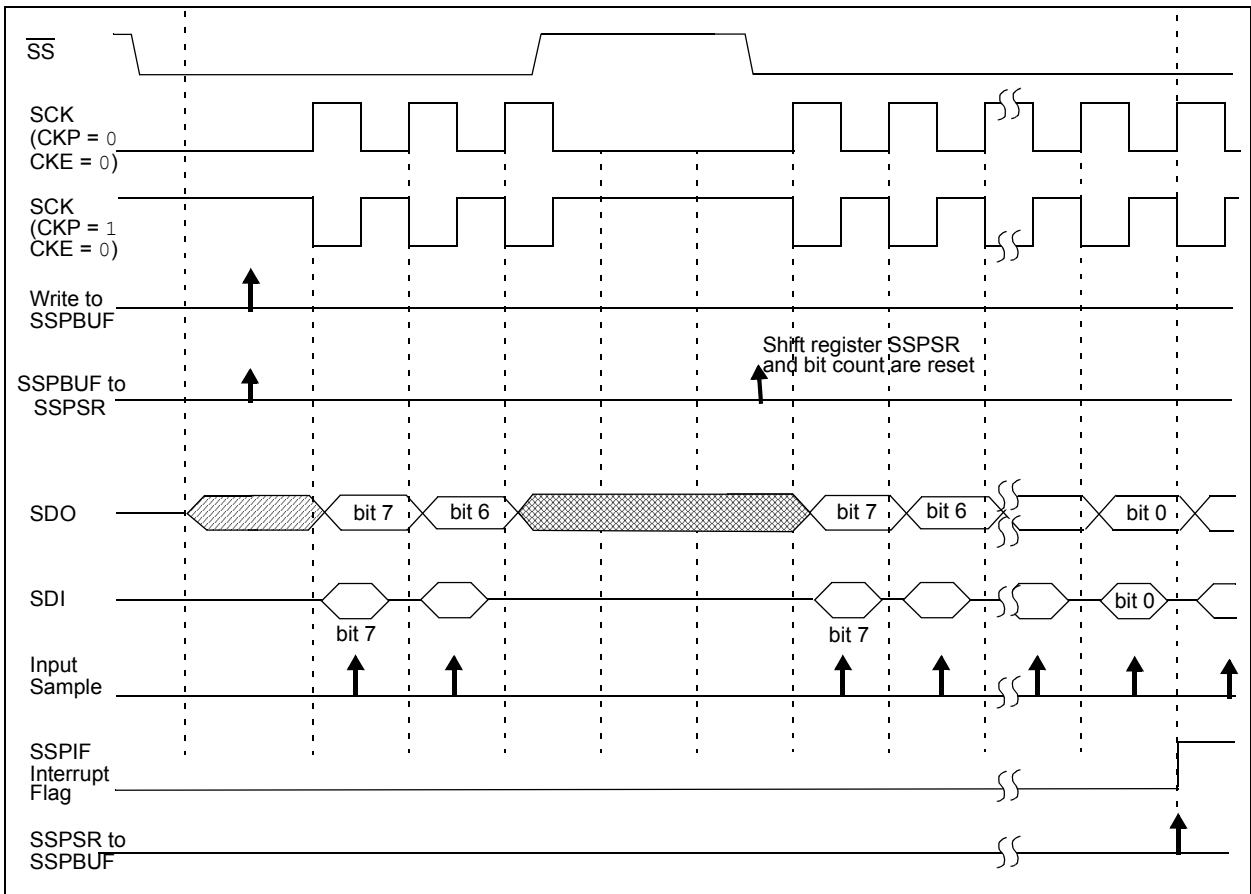 SS
SCK
(CKP = 0
CKE = 0)
SCK
(CKP = 1
CKE = 0)
Write to
SSPBUF
Shift register SSPSR
and bit count are reset
SSPBUF to
SSPSR
SDO
bit 7
bit 6
bit 7
bit 6
bit 0
SDI
bit 0
bit 7
bit 7
Input
Sample
SSPIF
Interrupt
Flag
SSPSR to
SSPBUF